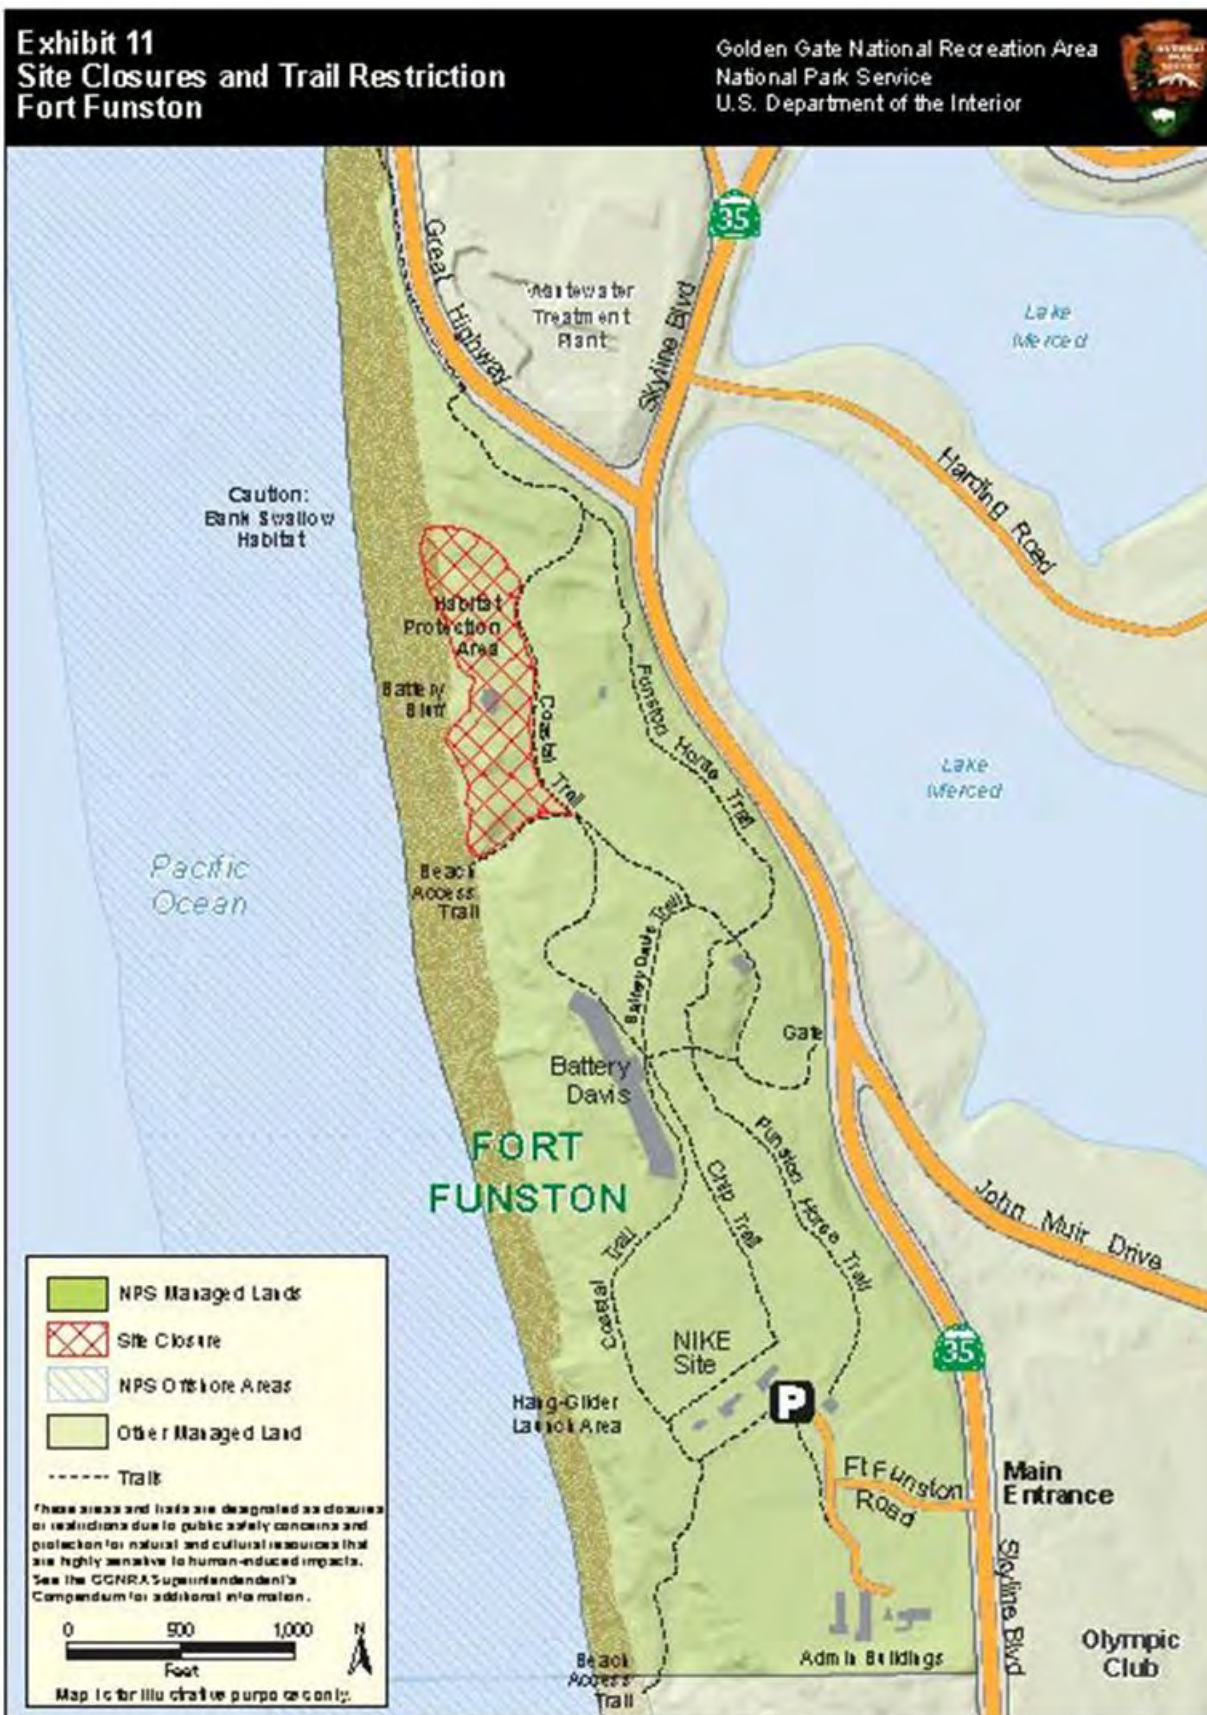 Exhibit 11
Site Closures and Trail Restriction
Fort Funston
Golden Gate National Recreation Area
National Park Service
U.S. Department of the Interior
NATIONAL
PARK
SERVICE
35
Great Highway
Wastewater
Treatment
Plant
Skyline Blvd
Lake
Merced
Harding Road
Caution:
Bank Swallow
Habitat
Habitat
Protection
Area
Battery
Bluff
Coastal Trail
Funston Horse Trail
Lake
Merced
Pacific
Ocean
Beach
Access
Trail
Battery Davis Trail
Gate
Battery
Davis
FORT
FUNSTON
Funston Horse Trail
Chip Trail
Coastal Trail
John Muir Drive
NIKE
Site
35
P
Hang-Glider
Launch Area
Ft Funston
Road
Main
Entrance
Skyline Blvd
Olympic
Club
Admin Buildings
Beach
Access
Trail
NPS Managed Lands
Site Closure
NPS Offshore Areas
Other Managed Land
Trails
These areas and trails are designated as closures
or restrictions due to public safety concerns and
protection for natural and cultural resources that
are highly sensitive to human-induced impacts.
See the GGNRA Superintendendent's
Compendum for additional information.
0 500 1,000
Feet
N
Map is for illustrative purposes only.